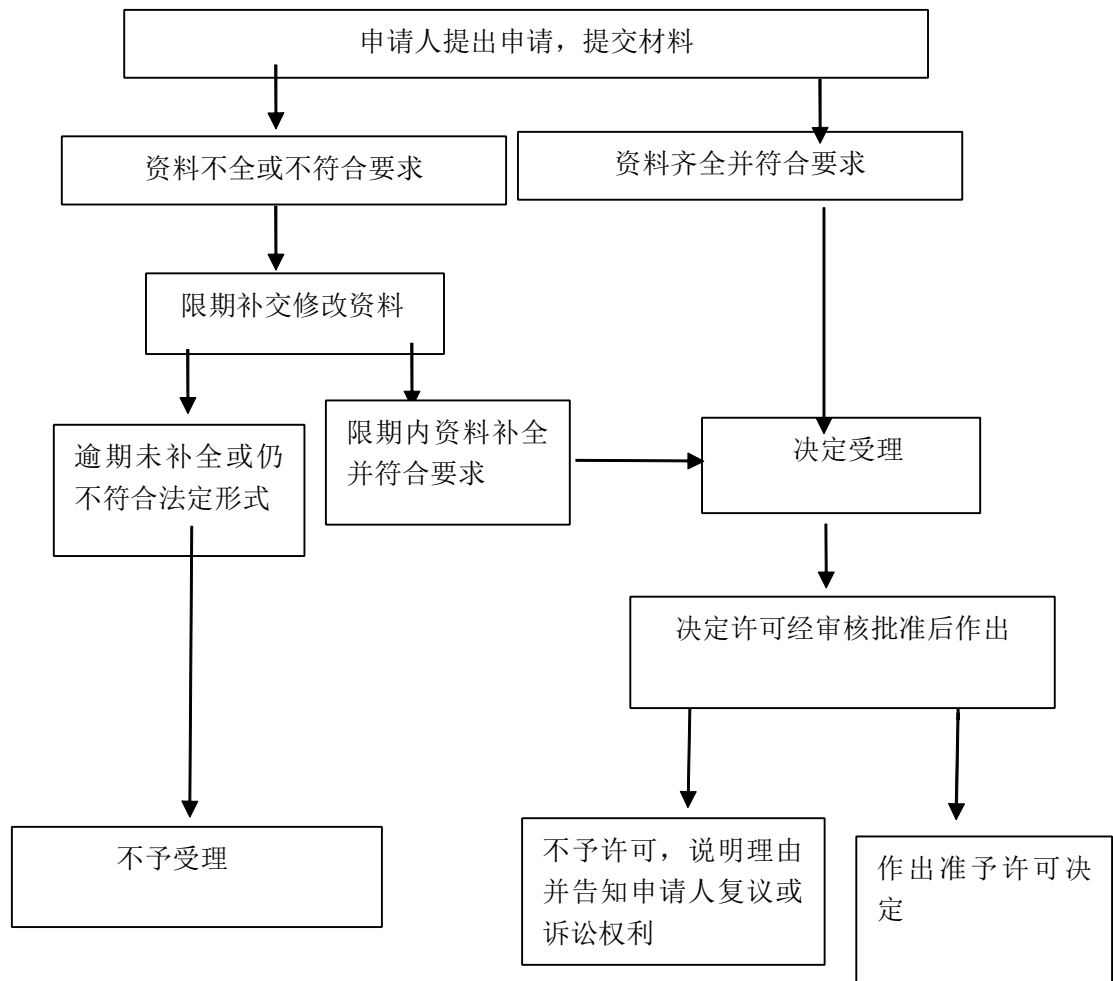 申请人提出申请，提交材料
资料不全或不符合要求
资料齐全并符合要求
限期补交修改资料
逾期未补全或仍
不符合法定形式
限期内资料补全
并符合要求
决定受理
决定许可经审核批准后作出
不予受理
不予许可，说明理由
并告知申请人复议或
诉讼权利
作出准予许可决
定